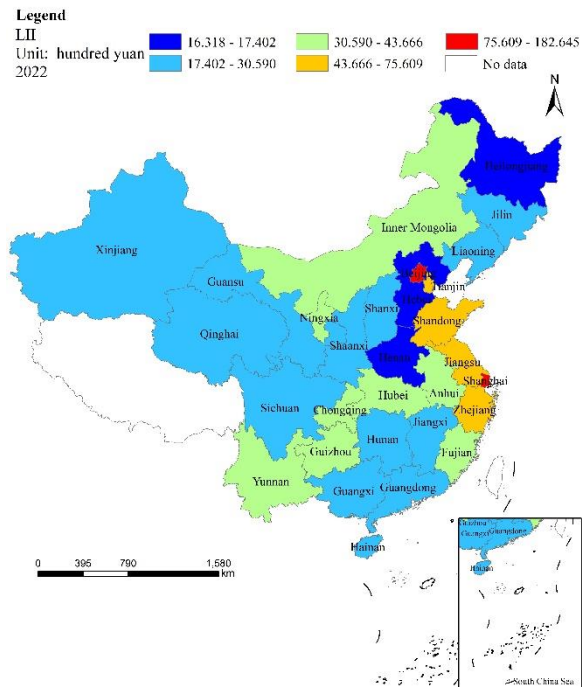 Legend
LII
Unit: hundred yuan
2022
16.318 - 17.402
17.402 - 30.590
30.590 - 43.666
43.666 - 75.609
75.609 - 182.645
No data
N
Heilongjiang
Jilin
Inner Mongolia
Liaoning
Xinjiang
Guansu
Beijing
Tianjin
Hebei
Ningxia
Shanxi
Shandong
Qinghai
Shaanxi
Henan
Jiangsu
Shanghai
Anhui
Hubei
Sichuan
Chongqing
Zhejiang
Jiangxi
Hunan
Guizhou
Fujian
Yunnan
Guangxi
Guangdong
Hainan
0 395 790 1,580
km
Guizhou
Guangxi
Guangdong
Hainan
South China Sea